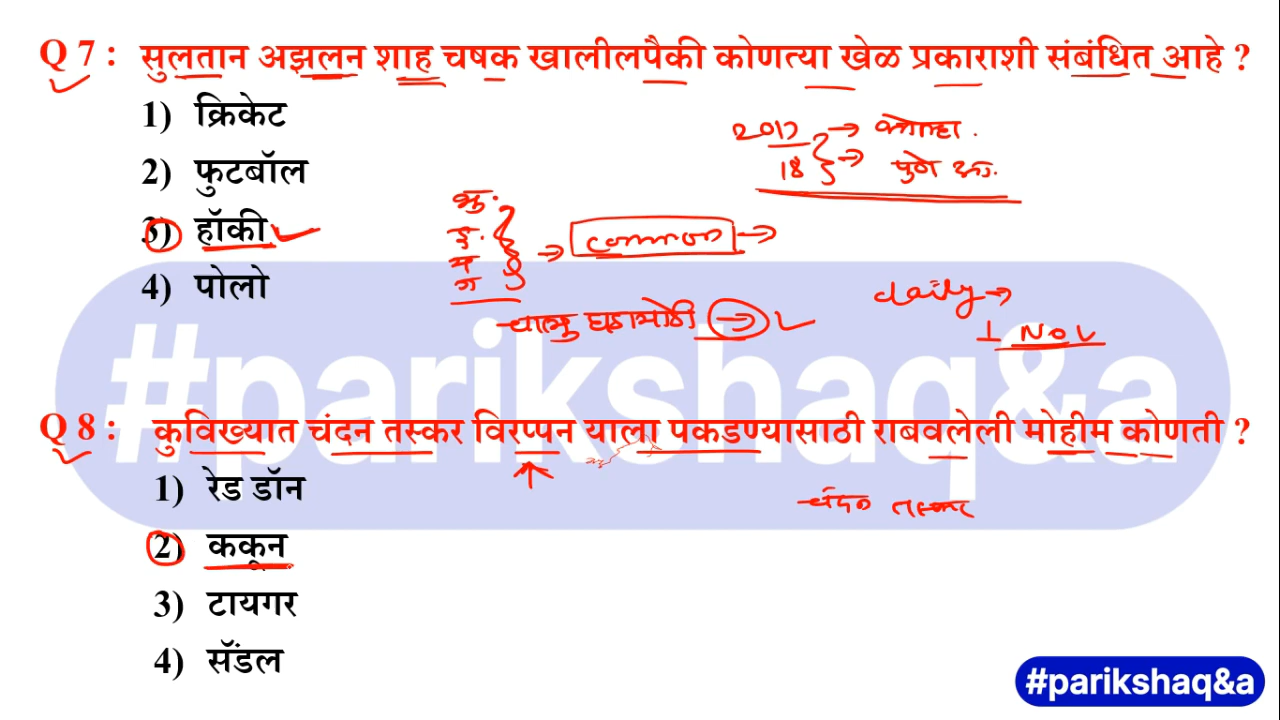 Q 7 : सुलतान अझलन शाह चषक खालीलपैकी कोणत्या खेळ प्रकाराशी संबंधित आहे ?
1) क्रिकेट
2017 → कोल्हा.
2) फुटबॉल
18 → पुणे
3) हॉकी
भु.
इ.
→ common →
4) पोलो
daily →
चालु घडामोडी →
1 Nov
#parikshaq&a
Q 8 : कुविख्यात चंदन तस्कर विरप्पन याला पकडण्यासाठी राबवलेली मोहीम कोणती ?
1) रेड डॉन
चंदन तस्कर
2) ककून
3) टायगर
4) सॅंडल
#parikshaq&a